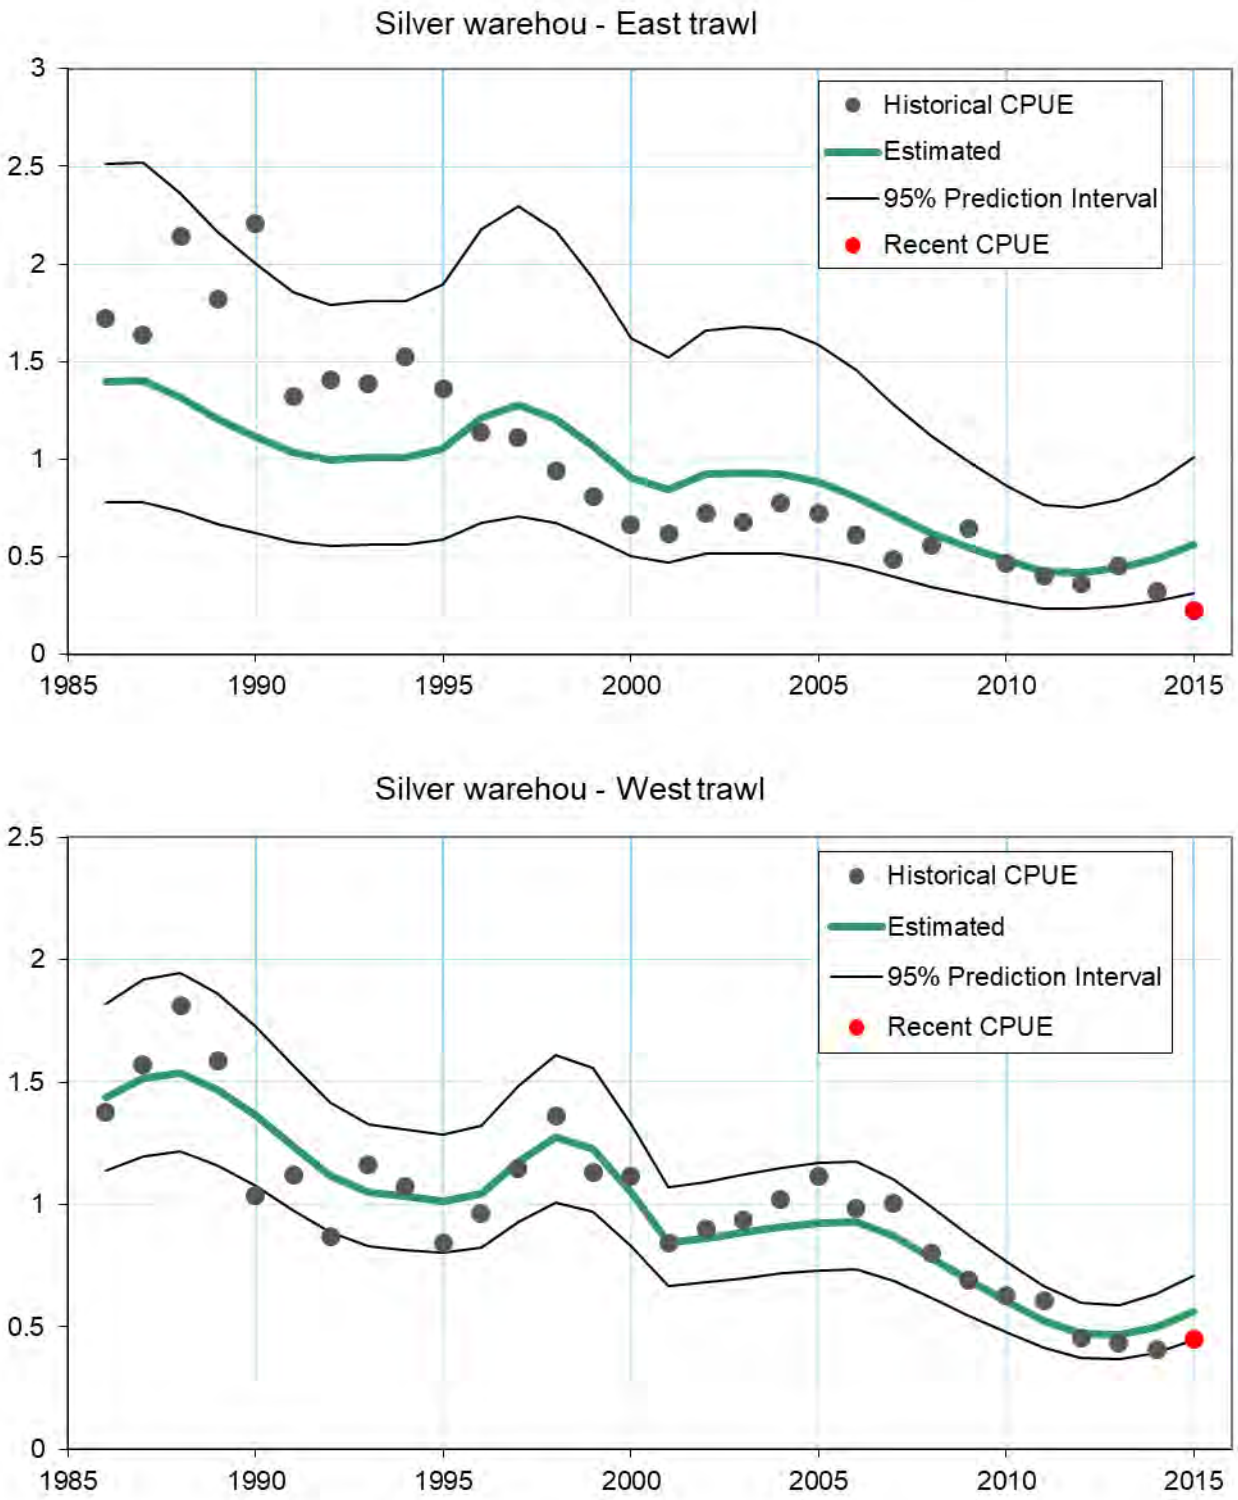 Silver warehou - East trawl
3
2.5
2
1.5
1
0.5
0
Historical CPUE
Estimated
95% Prediction Interval
Recent CPUE
1985 1990 1995 2000 2005 2010 2015
Silver warehou - West trawl
2.5
2
1.5
1
0.5
0
Historical CPUE
Estimated
95% Prediction Interval
Recent CPUE
1985 1990 1995 2000 2005 2010 2015